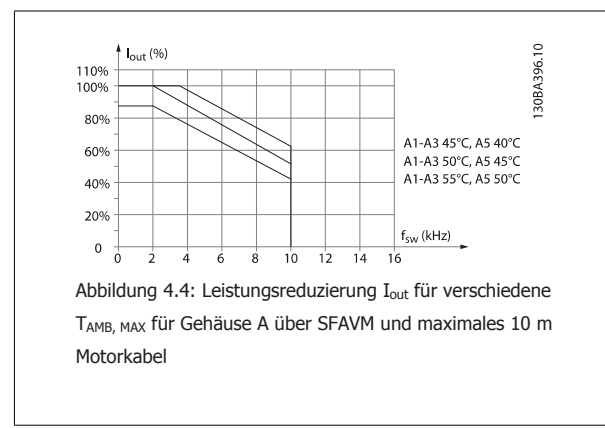 I_out (%)
130BA396.10
110%
100%
80%
60%
40%
20%
0
0 2 4 6 8 10 12 14 16
f_sw (kHz)
A1-A3 45°C, A5 40°C
A1-A3 50°C, A5 45°C
A1-A3 55°C, A5 50°C
Abbildung 4.4: Leistungsreduzierung I_out für verschiedene
T_AMB, MAX für Gehäuse A über SFAVM und maximales 10 m
Motorkabel